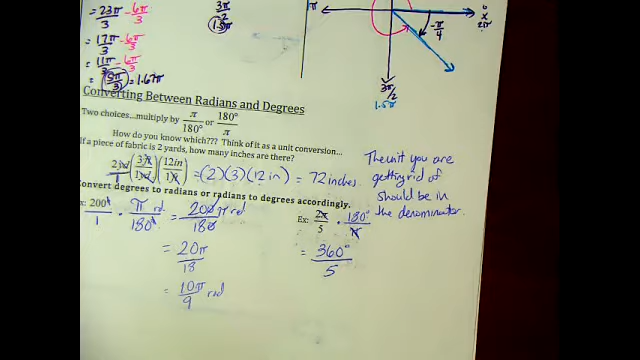 = 23π/3 - 6π/3
= 17π/3 - 6π/3
= 11π/3 - 6π/3
= 5π/3 = 1.67π
3π/2
1.5π
π
0
x
2π
-π/4
3π/2
1.5π
Converting Between Radians and Degrees
Two choices...multiply by π/180° or 180°/π
How do you know which??? Think of it as a unit conversion...
If a piece of fabric is 2 yards, how many inches are there?
2yd/1 (3ft/1yd)(12in/1ft) = (2)(3)(12in) = 72 inches
The unit you are
getting rid of
should be in
the denominator.
Convert degrees to radians or radians to degrees accordingly.
Ex: 200°/1 · π rad/180° = 200π rad/180
= 20π/18
= 10π/9 rad
Ex: 2π/5 · 180°/π
= 360°/5